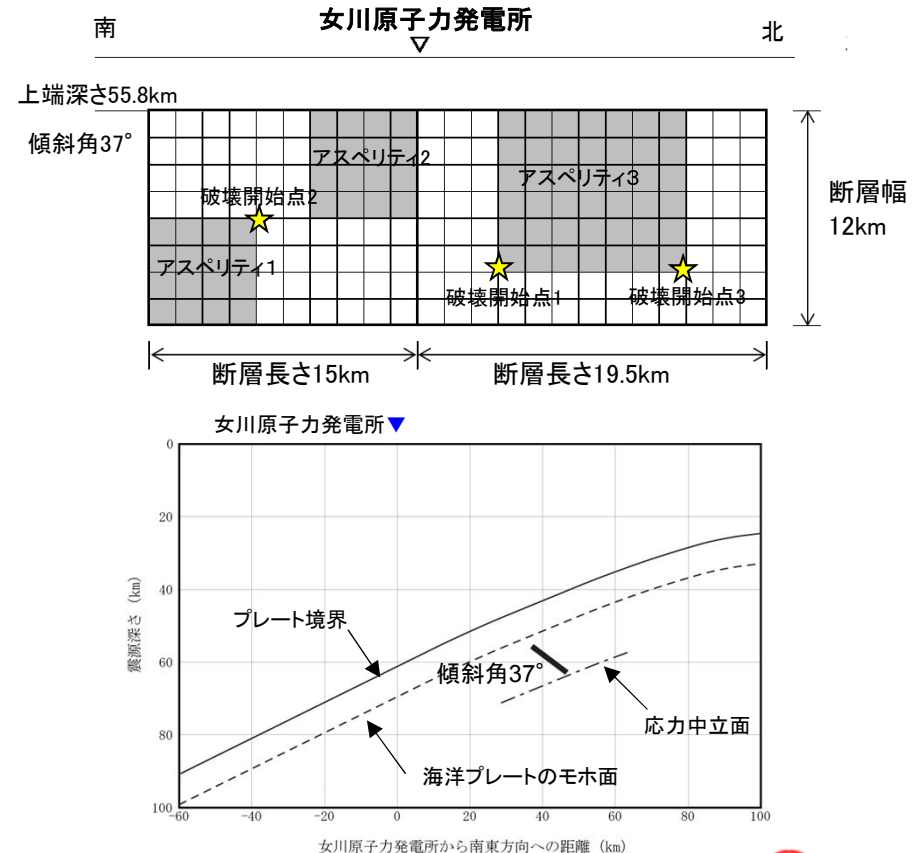 女川原子力発電所
南
北
上端深さ55.8km
傾斜角37°
アスペリティ2
アスペリティ3
破壊開始点2
アスペリティ1
破壊開始点1
破壊開始点3
断層幅
12km
断層長さ15km
断層長さ19.5km
女川原子力発電所
0
20
40
60
80
100
震源深さ (km)
プレート境界
傾斜角37°
応力中立面
海洋プレートのモホ面
-60
-40
-20
0
20
40
60
80
100
女川原子力発電所から南東方向への距離 (km)